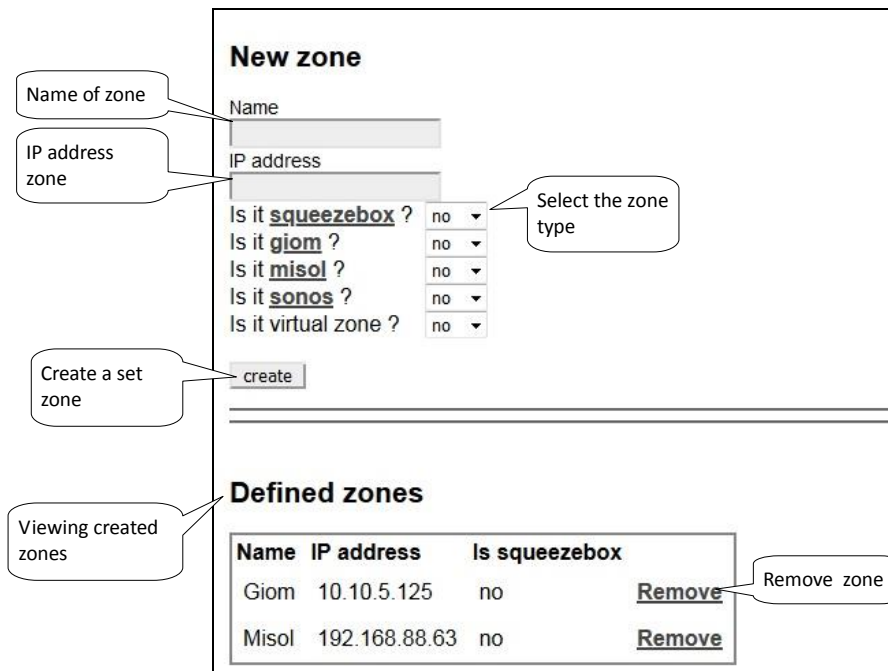 New zone
Name of zone
Name
IP address
zone
IP address
Is it squeezebox ? no
Select the zone
type
Is it giom ? no
Is it misol ? no
Is it sonos ? no
Is it virtual zone ? no
Create a set
zone
create
Defined zones
Viewing created
zones
Name IP address Is squeezebox
Giom 10.10.5.125 no Remove
Remove zone
Misol 192.168.88.63 no Remove